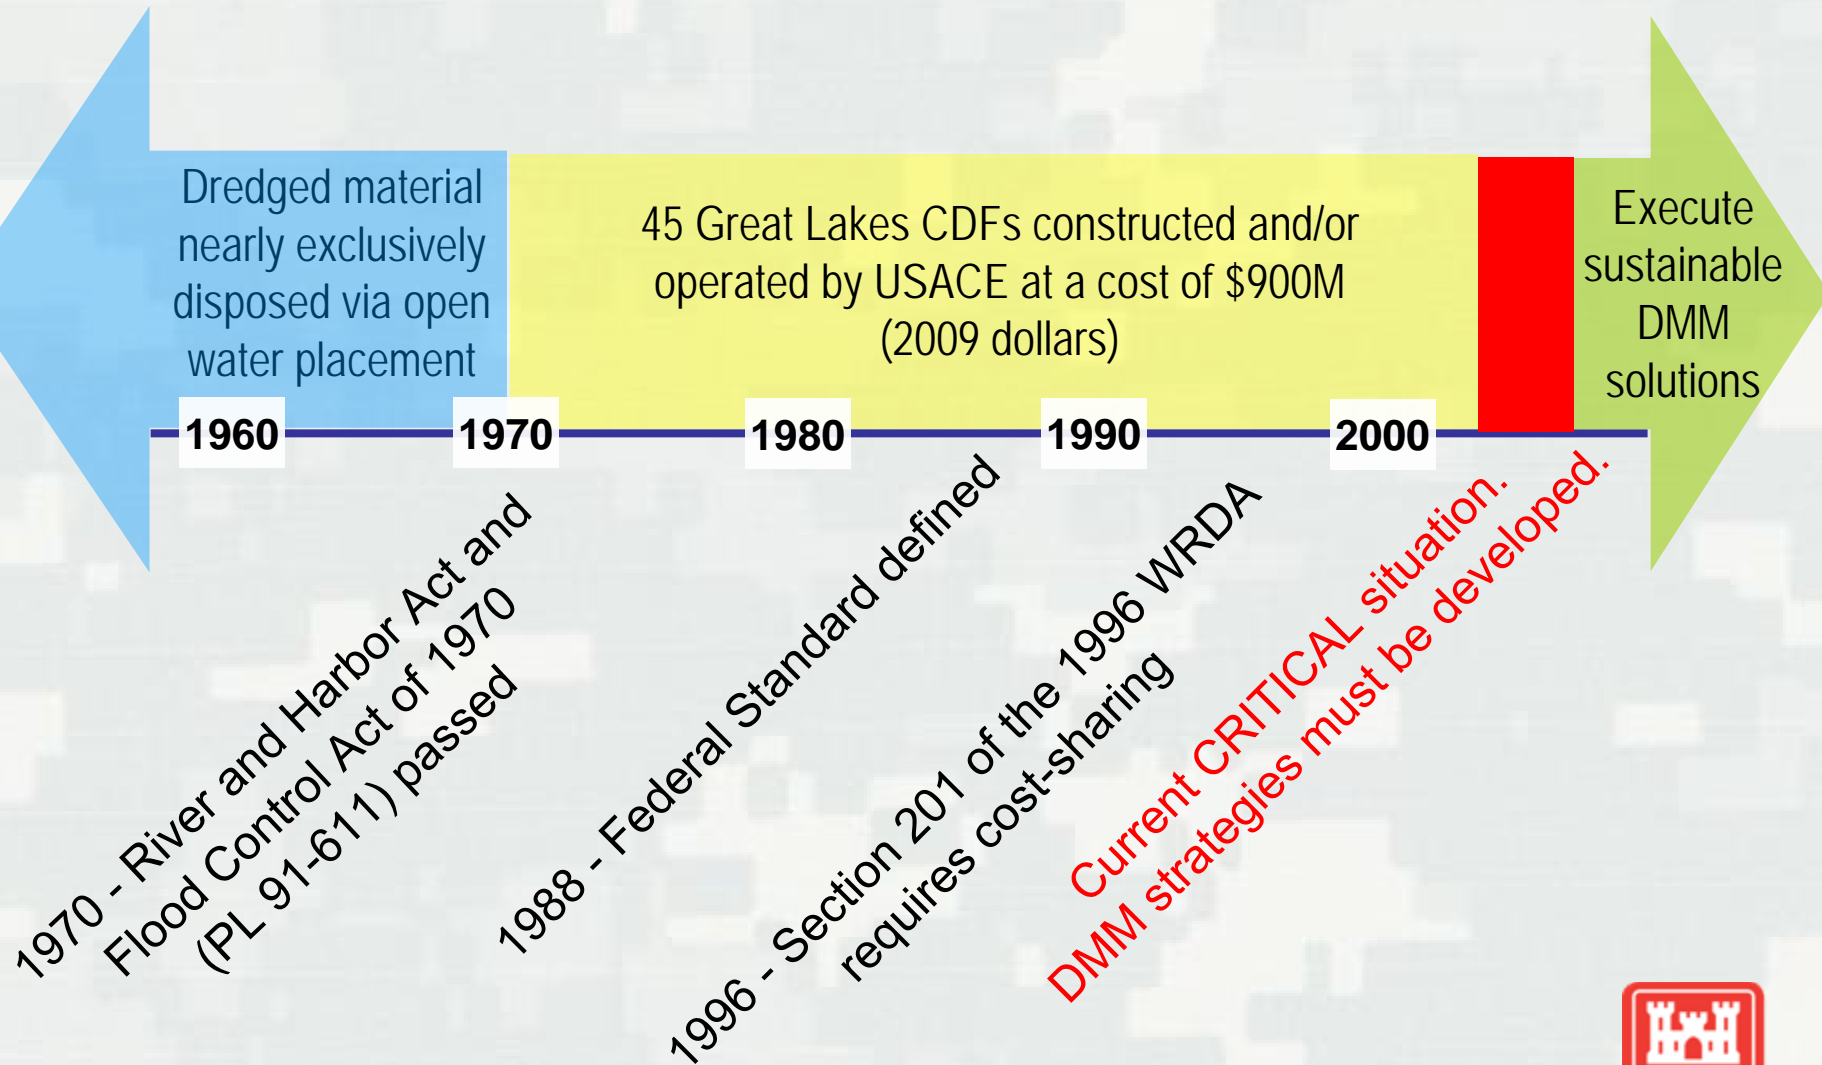 Dredged material
nearly exclusively
disposed via open
water placement
45 Great Lakes CDFs constructed and/or
operated by USACE at a cost of $900M
(2009 dollars)
Execute
sustainable
DMM
solutions
1960
1970
1980
1990
2000
1970 - River and Harbor Act and
Flood Control Act of 1970
(PL 91-611) passed
1988 - Federal Standard defined
1996 - Section 201 of the 1996 WRDA
requires cost-sharing
Current CRITICAL situation.
DMM strategies must be developed.